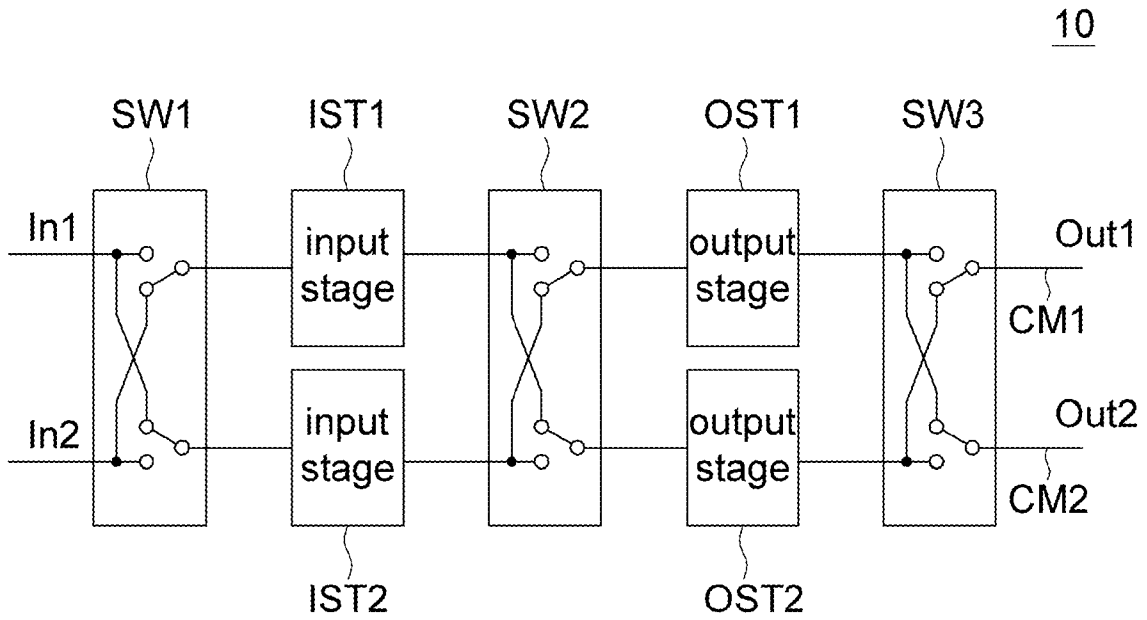 10
SW1
IST1
SW2
OST1
SW3
In1
input
stage
output
stage
Out1
CM1
In2
input
stage
output
stage
Out2
CM2
IST2
OST2